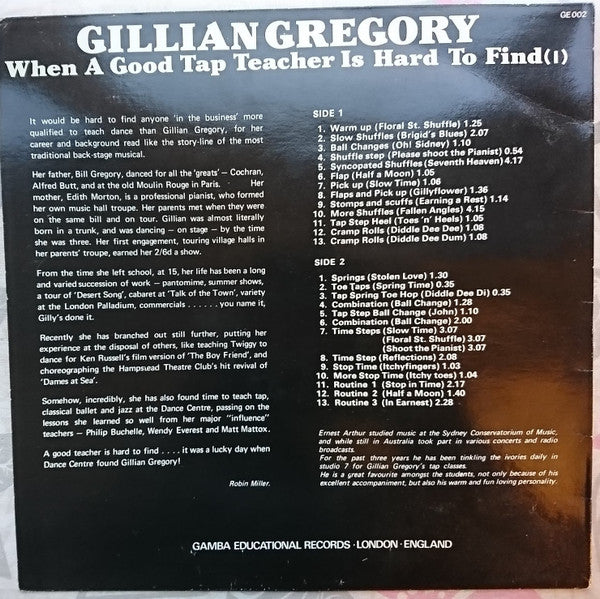 GE002
GILLIAN GREGORY
When A Good Tap Teacher Is Hard To Find(1)
It would be hard to find anyone 'in the business' more
qualified to teach dance than Gillian Gregory, for her
career and background read like the story-line of the most
traditional back-stage musical.
Her father, Bill Gregory, danced for all the 'greats' – Cochran,
Alfred Butt, and at the old Moulin Rouge in Paris. Her
mother, Edith Morton, is a professional pianist, who formed
her own music hall troupe. Her parents met when they were
on the same bill and on tour. Gillian was almost literally
born in a trunk, and was dancing – on stage – by the time
she was three. Her first engagement, touring village halls in
her parents' troupe, earned her 2/6d a show.
From the time she left school, at 15, her life has been a long
and varied succession of work – pantomime, summer shows,
a tour of 'Desert Song', cabaret at 'Talk of the Town', variety
at the London Palladium, commercials . . . . . . you name it,
Gilly's done it.
Recently she has branched out still further, putting her
experience at the disposal of others, like teaching Twiggy to
dance for Ken Russell's film version of 'The Boy Friend', and
choreographing the Hampsead Theatre Club's hit revival of
'Dames at Sea'.
Somehow, incredibly, she has also found time to teach tap,
classical ballet and jazz at the Dance Centre, passing on the
lessons she learned so well from her major "influence"
teachers – Philip Buchelle, Wendy Everest and Matt Mattox.
A good teacher is hard to find . . . . it was a lucky day when
Dance Centre found Gillian Gregory!
Robin Miller.
SIDE 1
1. Warm up (Floral St. Shuffle) 1.25
2. Slow Shuffles (Brigid's Blues) 2.07
3. Ball Changes (Oh! Sidney) 1.10
4. Shuffle step (Please shoot the Pianist) 0.54
5. Syncopated Shuffles (Seventh Heaven) 4.17
6. Flap (Half a Moon) 1.05
7. Pick up (Slow Time) 1.06
8. Flaps and Pick up (Gillyflower) 1.36
9. Stomps and scuffs (Earning a Rest) 1.14
10. More Shuffles (Fallen Angles) 4.15
11. Tap Step Heel (Toes 'n' Heels) 1.05
12. Cramp Rolls (Diddle Dee Dee) 1.08
13. Cramp Rolls (Diddle Dee Dum) 1.08
SIDE 2
1. Springs (Stolen Love) 1.30
2. Toe Taps (Spring Time) 0.35
3. Tap Spring Toe Hop (Diddle Dee Di) 0.35
4. Combination (Ball Change) 1.28
5. Tap Step Ball Change (John) 1.10
6. Combination (Ball Change) 2.00
7. Time Steps (Slow Time) 3.07
(Floral St. Shuffle) 3.07
(Shoot the Pianist) 3.07
8. Time Step (Reflections) 2.08
9. Stop Time (Itchyfingers) 1.03
10. More Stop Time (Itchy toes) 1.04
11. Routine 1 (Stop in Time) 2.17
12. Routine 2 (Half a Moon) 1.40
13. Routine 3 (In Earnest) 2.28
Ernest Arthur studied music at the Sydney Conservatorium of Music,
and while still in Australia took part in various concerts and radio
broadcasts.
For the past three years he has been tinkling the ivories daily in
studio 7 for Gillian Gregory's tap classes.
He is a great favourite amongst the students, not only because of his
excellent accompaniment, but also his warm and fun loving personality.
GAMBA EDUCATIONAL RECORDS · LONDON · ENGLAND